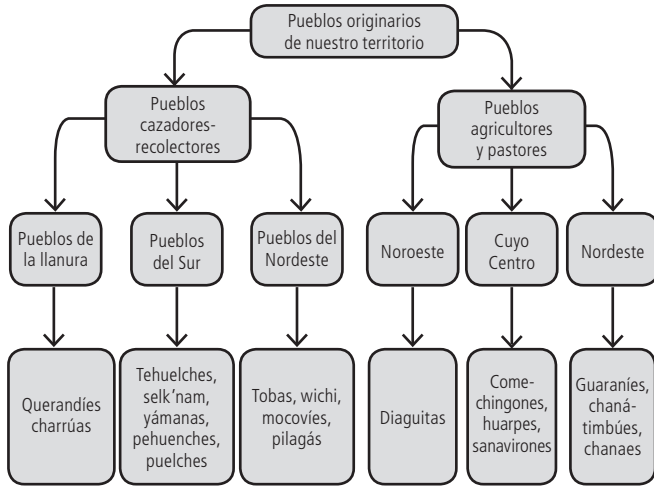 Pueblos originarios
de nuestro territorio
Pueblos
cazadores-
recolectores
Pueblos
agricultores
y pastores
Pueblos de
la llanura
Pueblos
del Sur
Pueblos del
Nordeste
Noroeste
Cuyo
Centro
Nordeste
Querandíes
charrúas
Tehuelches,
selk’nam,
yámanas,
pehuenches,
puelches
Tobas, wichi,
mocovíes,
pilagás
Diaguitas
Come-
chingones,
huarpes,
sanavirones
Guaraníes,
chaná-
timbúes,
chanaes